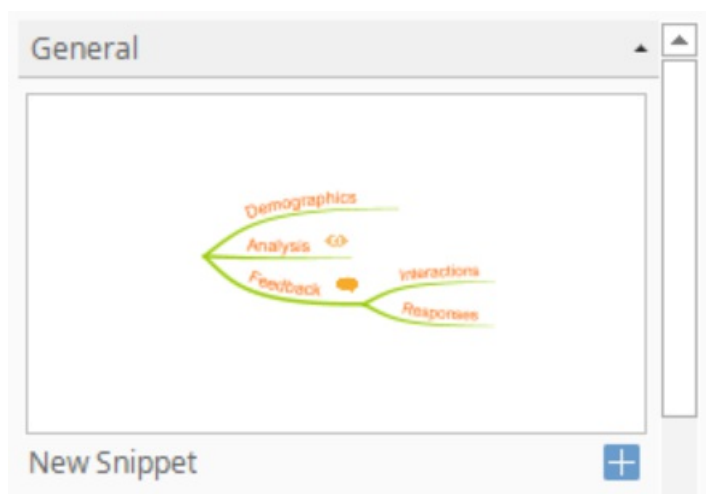 General
Demographics
Analysis
Feedback
Interactions
Responses
New Snippet